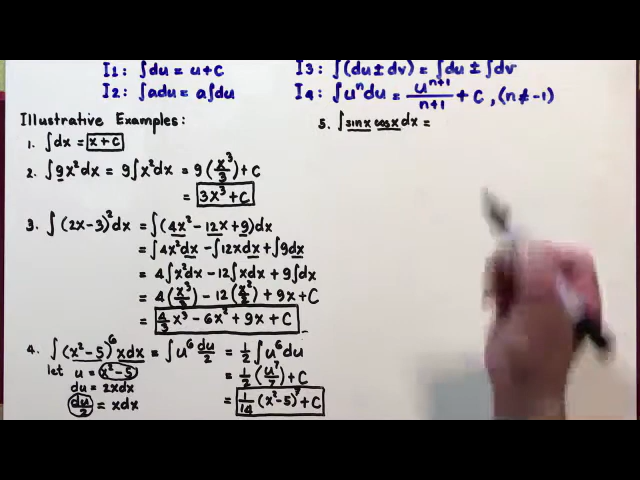 I1: ∫du = u+C
I3: ∫(du ± dv) = ∫du ± ∫dv
I2: ∫adu = a∫du
I4: ∫uⁿdu = uⁿ⁺¹/n+1 + C, (n ≠ -1)
Illustrative Examples:
1. ∫dx = x+C
2. ∫9x²dx = 9∫x²dx = 9(x³/3)+C
= 3x³+C
3. ∫(2x-3)²dx = ∫(4x²-12x+9)dx
= ∫4x²dx - ∫12xdx + ∫9dx
= 4∫x²dx - 12∫xdx + 9∫dx
= 4(x³/3) - 12(x²/2) + 9x + C
= 4/3 x³ - 6x² + 9x + C
4. ∫(x²-5)⁶xdx = ∫u⁶ du/2 = 1/2 ∫u⁶du
let u = x²-5
= 1/2 (u⁷/7) + C
du = 2xdx
du/2 = xdx
= 1/14 (x²-5)⁷ + C
5. ∫sinx cosx dx =